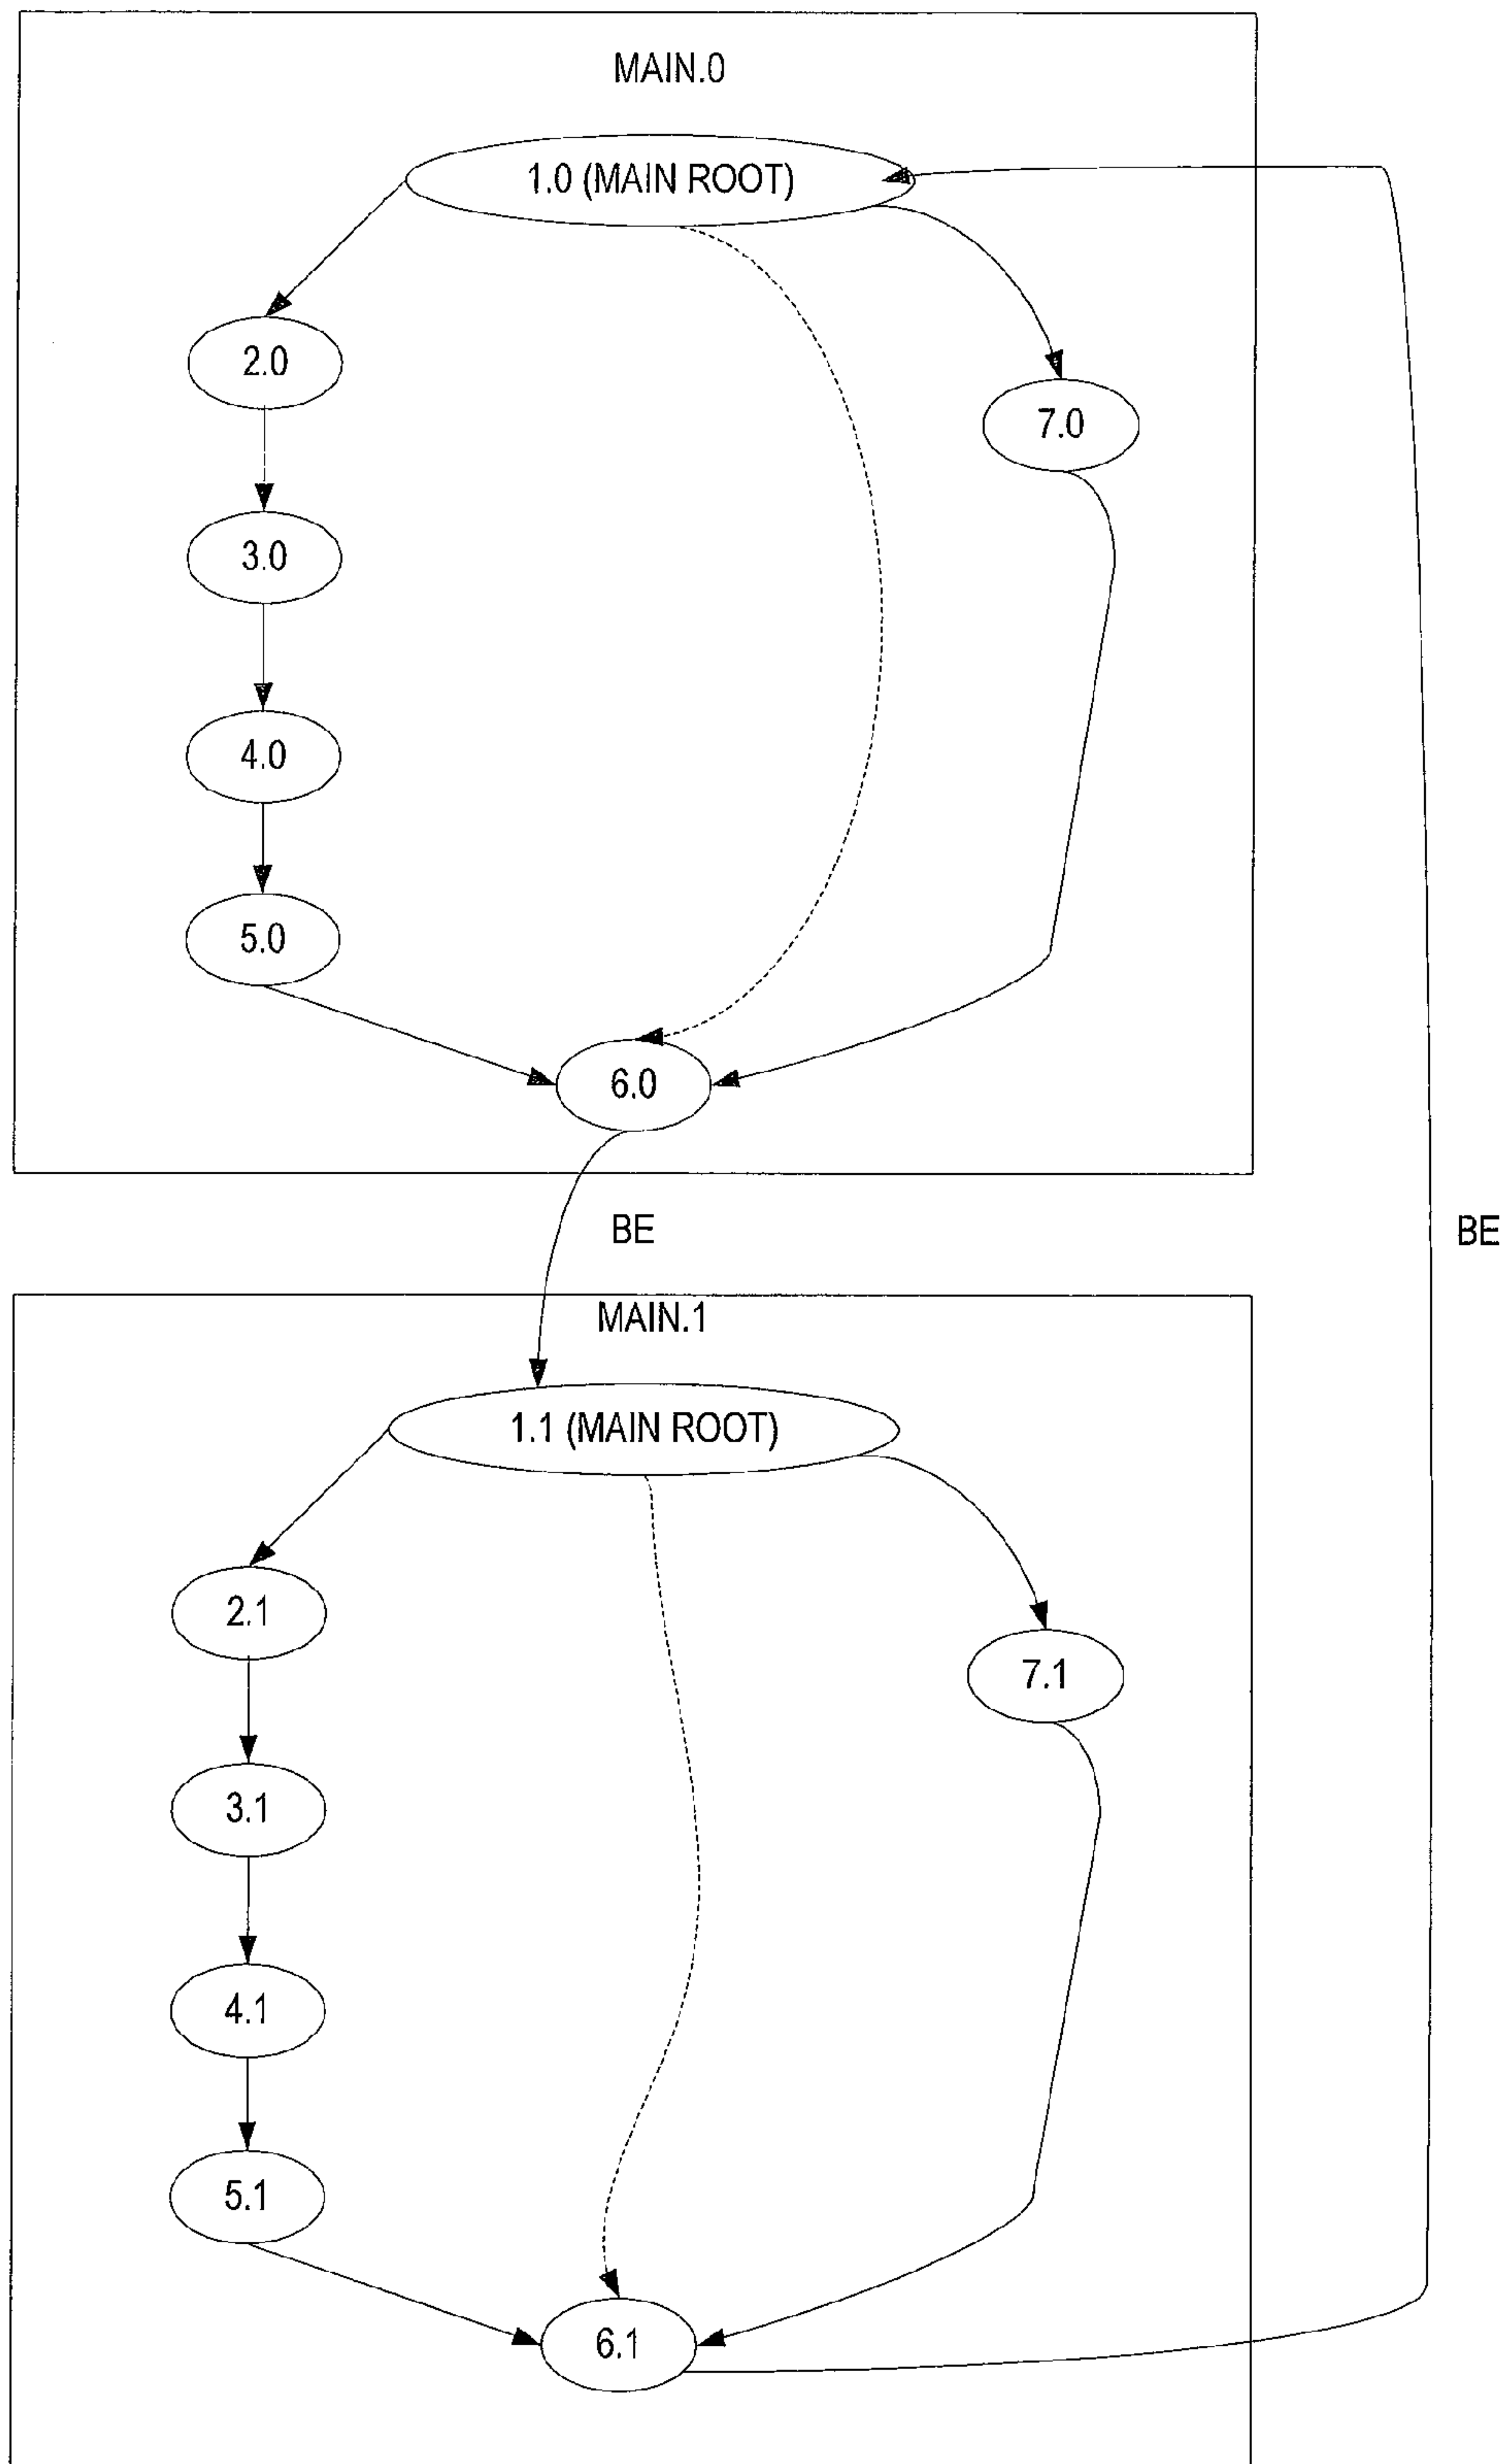 MAIN.0
1.0 (MAIN ROOT)
2.0
7.0
3.0
4.0
5.0
6.0
BE
BE
MAIN.1
1.1 (MAIN ROOT)
2.1
7.1
3.1
4.1
5.1
6.1